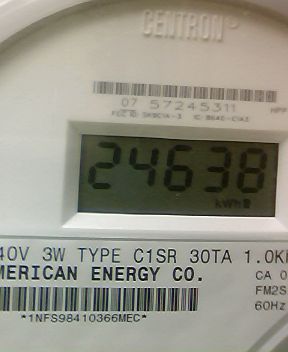 CENTRON®
07 57245311
24638
kWh
40V 3W TYPE C1SR 30TA 1.0K
MERICAN ENERGY CO.
CA 0
FM2S
60Hz
*1NFS98410366MEC*